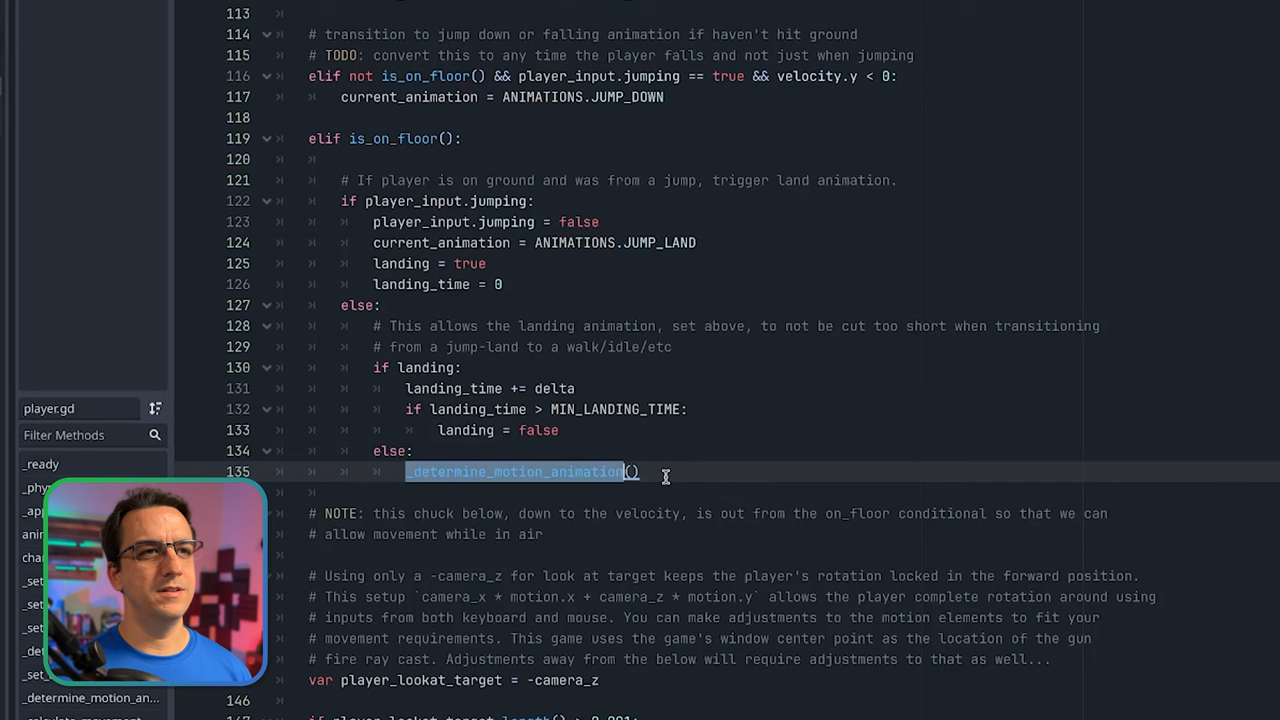 113
114 # transition to jump down or falling animation if haven't hit ground
115 # TODO: convert this to any time the player falls and not just when jumping
116 elif not is_on_floor() && player_input.jumping == true && velocity.y < 0:
117 current_animation = ANIMATIONS.JUMP_DOWN
118
119 elif is_on_floor():
120
121 # If player is on ground and was from a jump, trigger land animation.
122 if player_input.jumping:
123 player_input.jumping = false
124 current_animation = ANIMATIONS.JUMP_LAND
125 landing = true
126 landing_time = 0
127 else:
128 # This allows the landing animation, set above, to not be cut too short when transitioning
129 # from a jump-land to a walk/idle/etc
130 if landing:
131 landing_time += delta
132 if landing_time > MIN_LANDING_TIME:
133 landing = false
134 else:
135 _determine_motion_animation()
# NOTE: this chuck below, down to the velocity, is out from the on_floor conditional so that we can
# allow movement while in air
# Using only a -camera_z for look at target keeps the player's rotation locked in the forward position.
# This setup `camera_x * motion.x + camera_z * motion.y` allows the player complete rotation around using
# inputs from both keyboard and mouse. You can make adjustments to the motion elements to fit your
# movement requirements. This game uses the game's window center point as the location of the gun
# fire ray cast. Adjustments away from the below will require adjustments to that as well...
var player_lookat_target = -camera_z
146
player.gd
Filter Methods
_ready
_determine_motion_an...